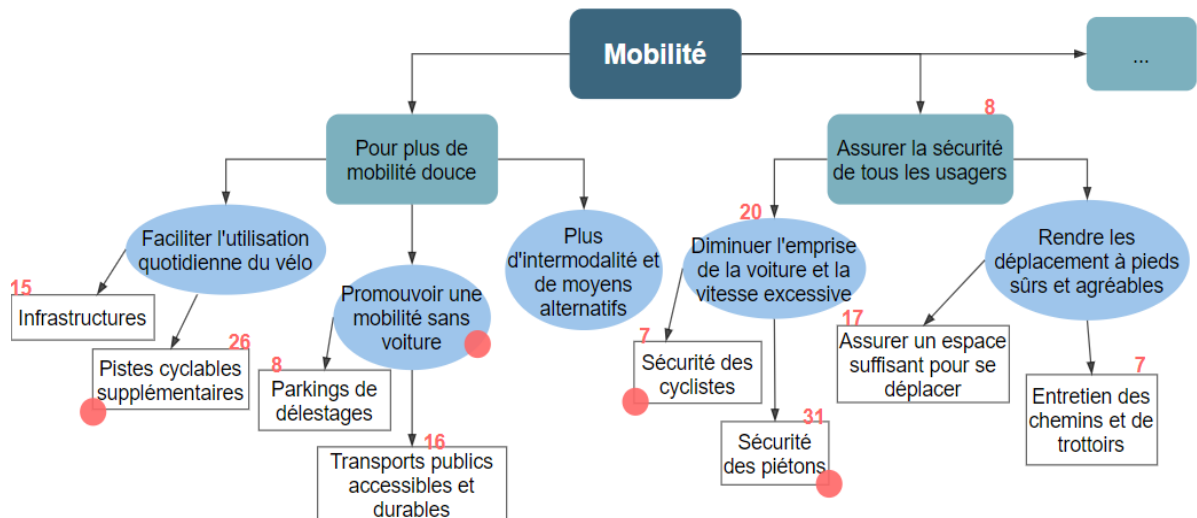 Mobilité
...
Pour plus de
mobilité douce
8
Assurer la sécurité
de tous les usagers
Faciliter l'utilisation
quotidienne du vélo
15
Infrastructures
26
Pistes cyclables
supplémentaires
Promouvoir une
mobilité sans
voiture
8
Parkings de
délestages
16
Transports publics
accessibles et
durables
Plus
d'intermodalité et
de moyens
alternatifs
20
Diminuer l'emprise
de la voiture et la
vitesse excessive
7
Sécurité des
cyclistes
31
Sécurité
des piétons
Rendre les
déplacement à pieds
sûrs et agréables
17
Assurer un espace
suffisant pour se
déplacer
7
Entretien des
chemins et de
trottoirs